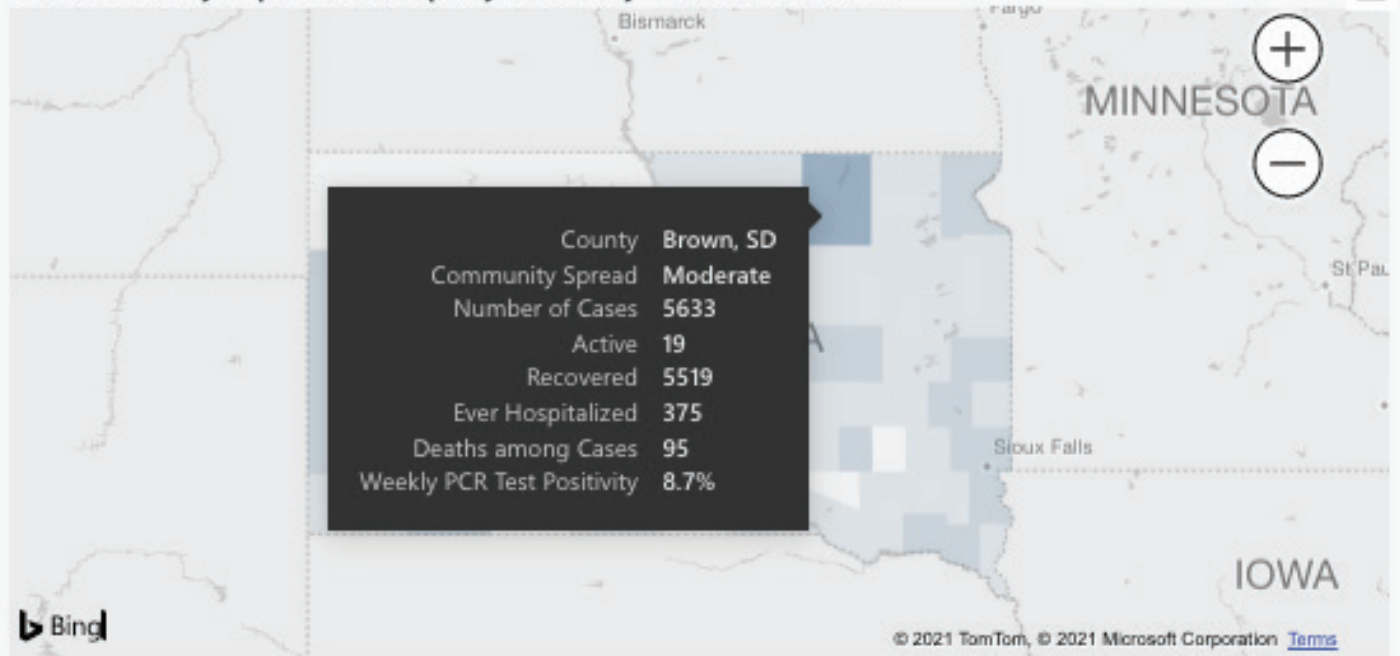 Bismarck
Fargo
MINNESOTA
County Brown, SD
Community Spread Moderate
Number of Cases 5633
Active 19
Recovered 5519
Ever Hospitalized 375
Deaths among Cases 95
Weekly PCR Test Positivity 8.7%
St Pau
A
Sioux Falls
IOWA
Bing
© 2021 TomTom, © 2021 Microsoft Corporation Terms